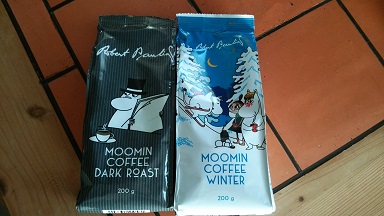 Robert Paulig
MOOMIN
COFFEE
DARK ROAST
200 g
Robert Paulig
MOOMIN
COFFEE
WINTER
200 g